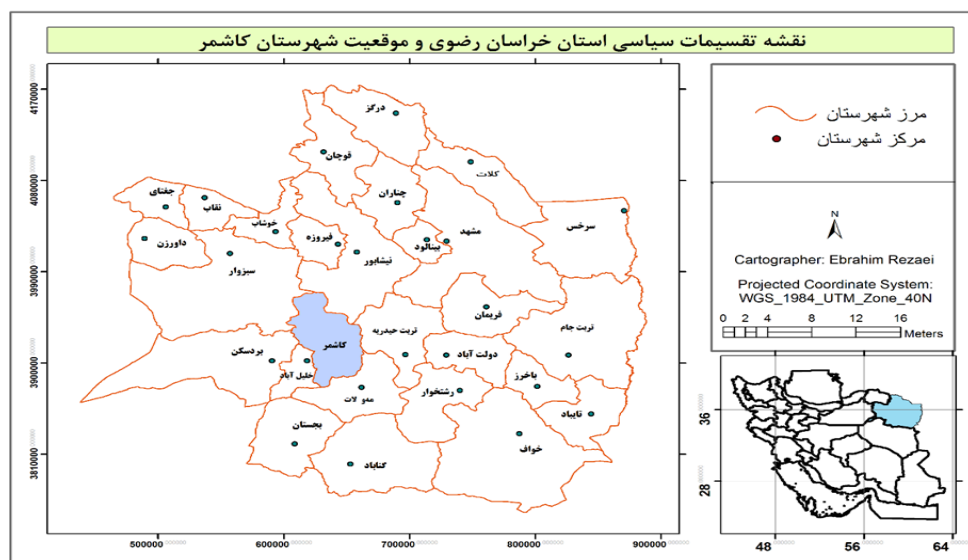 نقشه تقسیمات سیاسی استان خراسان رضوی و موقعیت شهرستان کاشمر
4170000
4080000
3990000
3900000
3810000
درگز
قوچان
کلات
چناران
جغتای
نقاب
خوشاب
فیروزه
مشهد
سرخس
داورزن
سبزوار
نیشابور
بینالود
فریمان
تربت جام
تربت حیدریه
کاشمر
بردسکن
خلیل آباد
دولت آباد
باخرز
رشتخوار
مه و لات
تایباد
بجستان
خواف
گناباد
500000
600000
700000
800000
900000
مرز شهرستان
مرکز شهرستان
N
Cartographer: Ebrahim Rezaei
Projected Coordinate System:
WGS_1984_UTM_Zone_40N
0 2 4 8 12 16
Meters
36
28
48 56 64